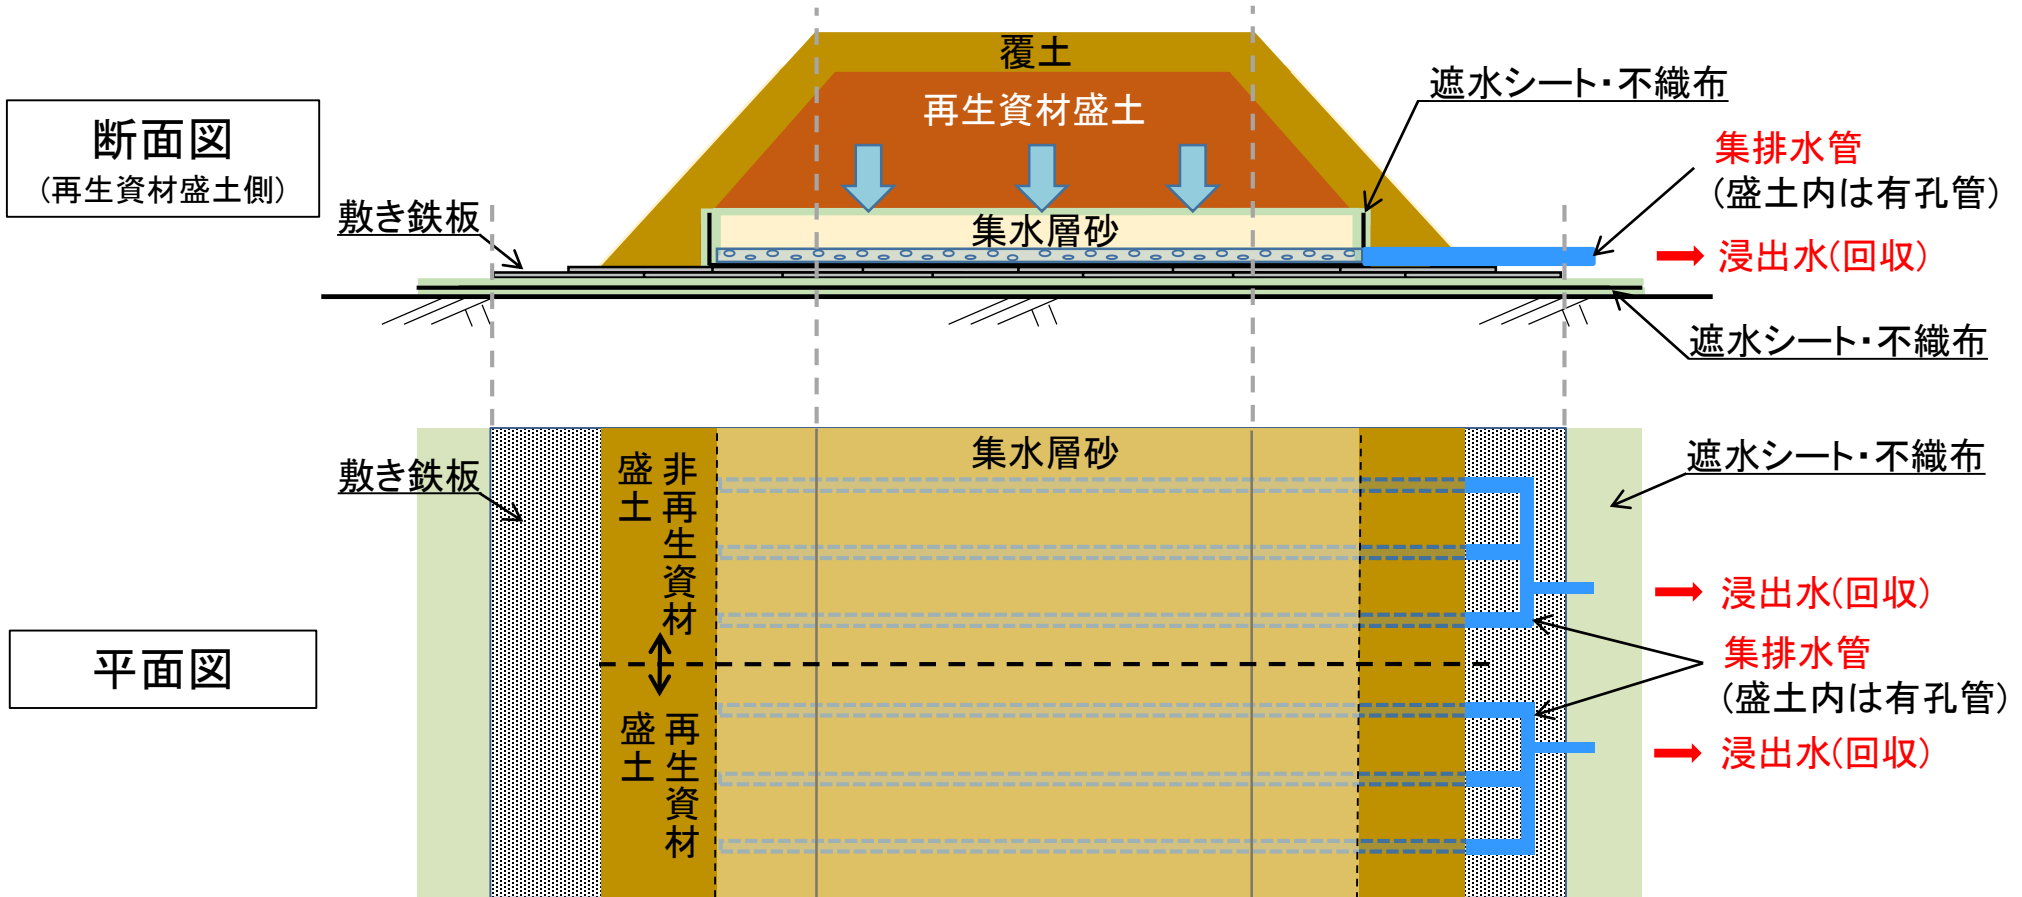 断面図
(再生資材盛土側)
覆土
再生資材盛土
遮水シート・不織布
集排水管
(盛土内は有孔管)
敷き鉄板
集水層砂
浸出水(回収)
遮水シート・不織布
平面図
集水層砂
敷き鉄板
非再生資材
盛土
遮水シート・不織布
浸出水(回収)
集排水管
(盛土内は有孔管)
再生資材
盛土
浸出水(回収)